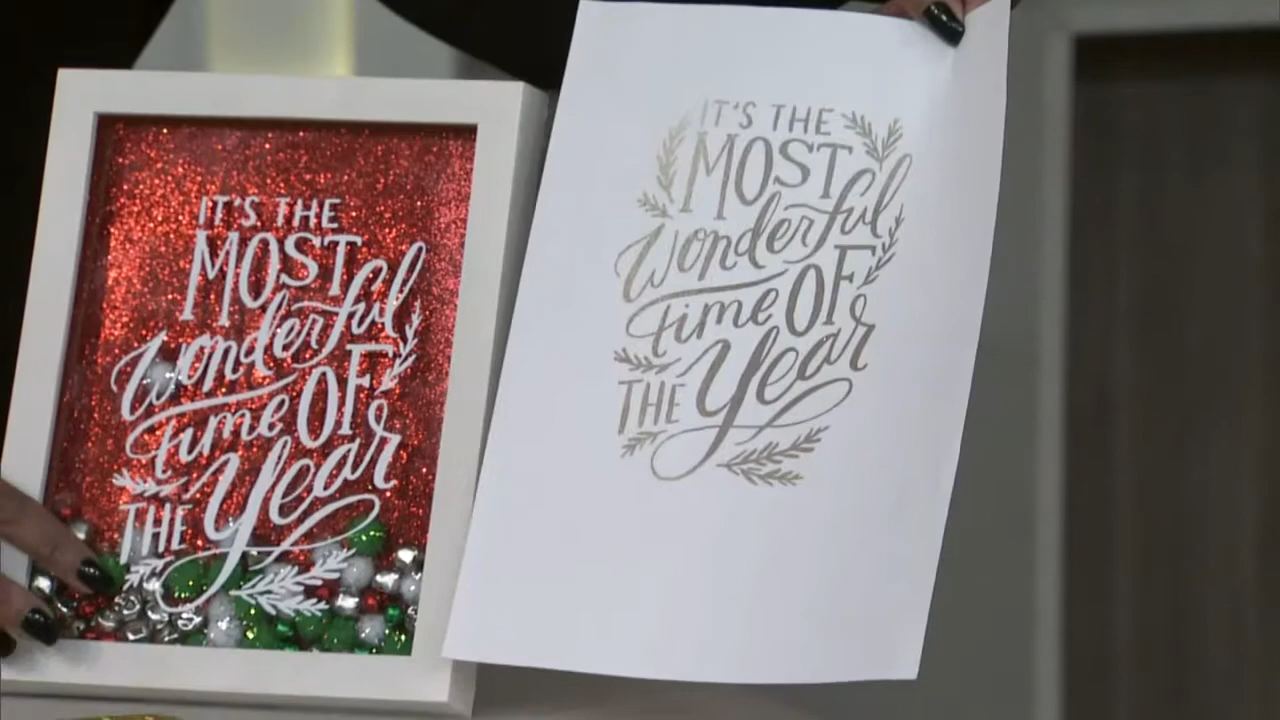 IT'S THE
MOST
Wonderful
time OF
THE Year
IT'S THE
MOST
Wonderful
time OF
THE Year